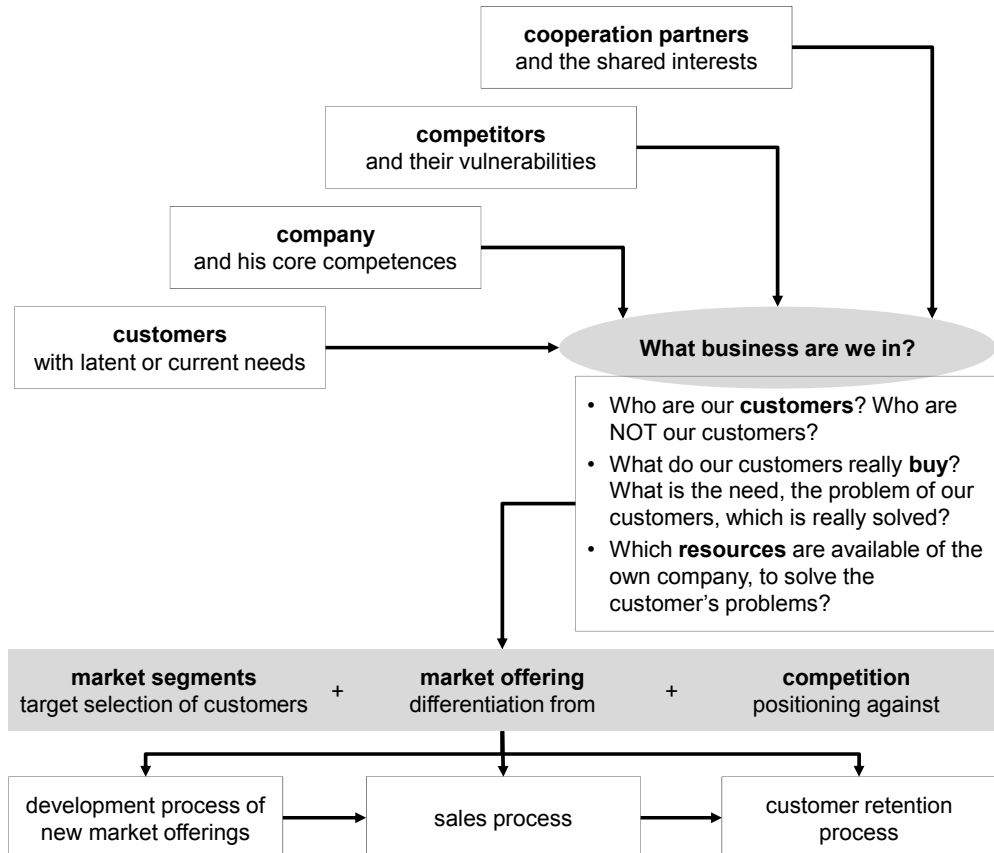 cooperation partners
and the shared interests
competitors
and their vulnerabilities
company
and his core competences
customers
with latent or current needs
What business are we in?
• Who are our customers? Who are
NOT our customers?
• What do our customers really buy?
What is the need, the problem of our
customers, which is really solved?
• Which resources are available of the
own company, to solve the
customer’s problems?
market segments
target selection of customers
+
market offering
differentiation from
+
competition
positioning against
development process of
new market offerings
sales process
customer retention
process